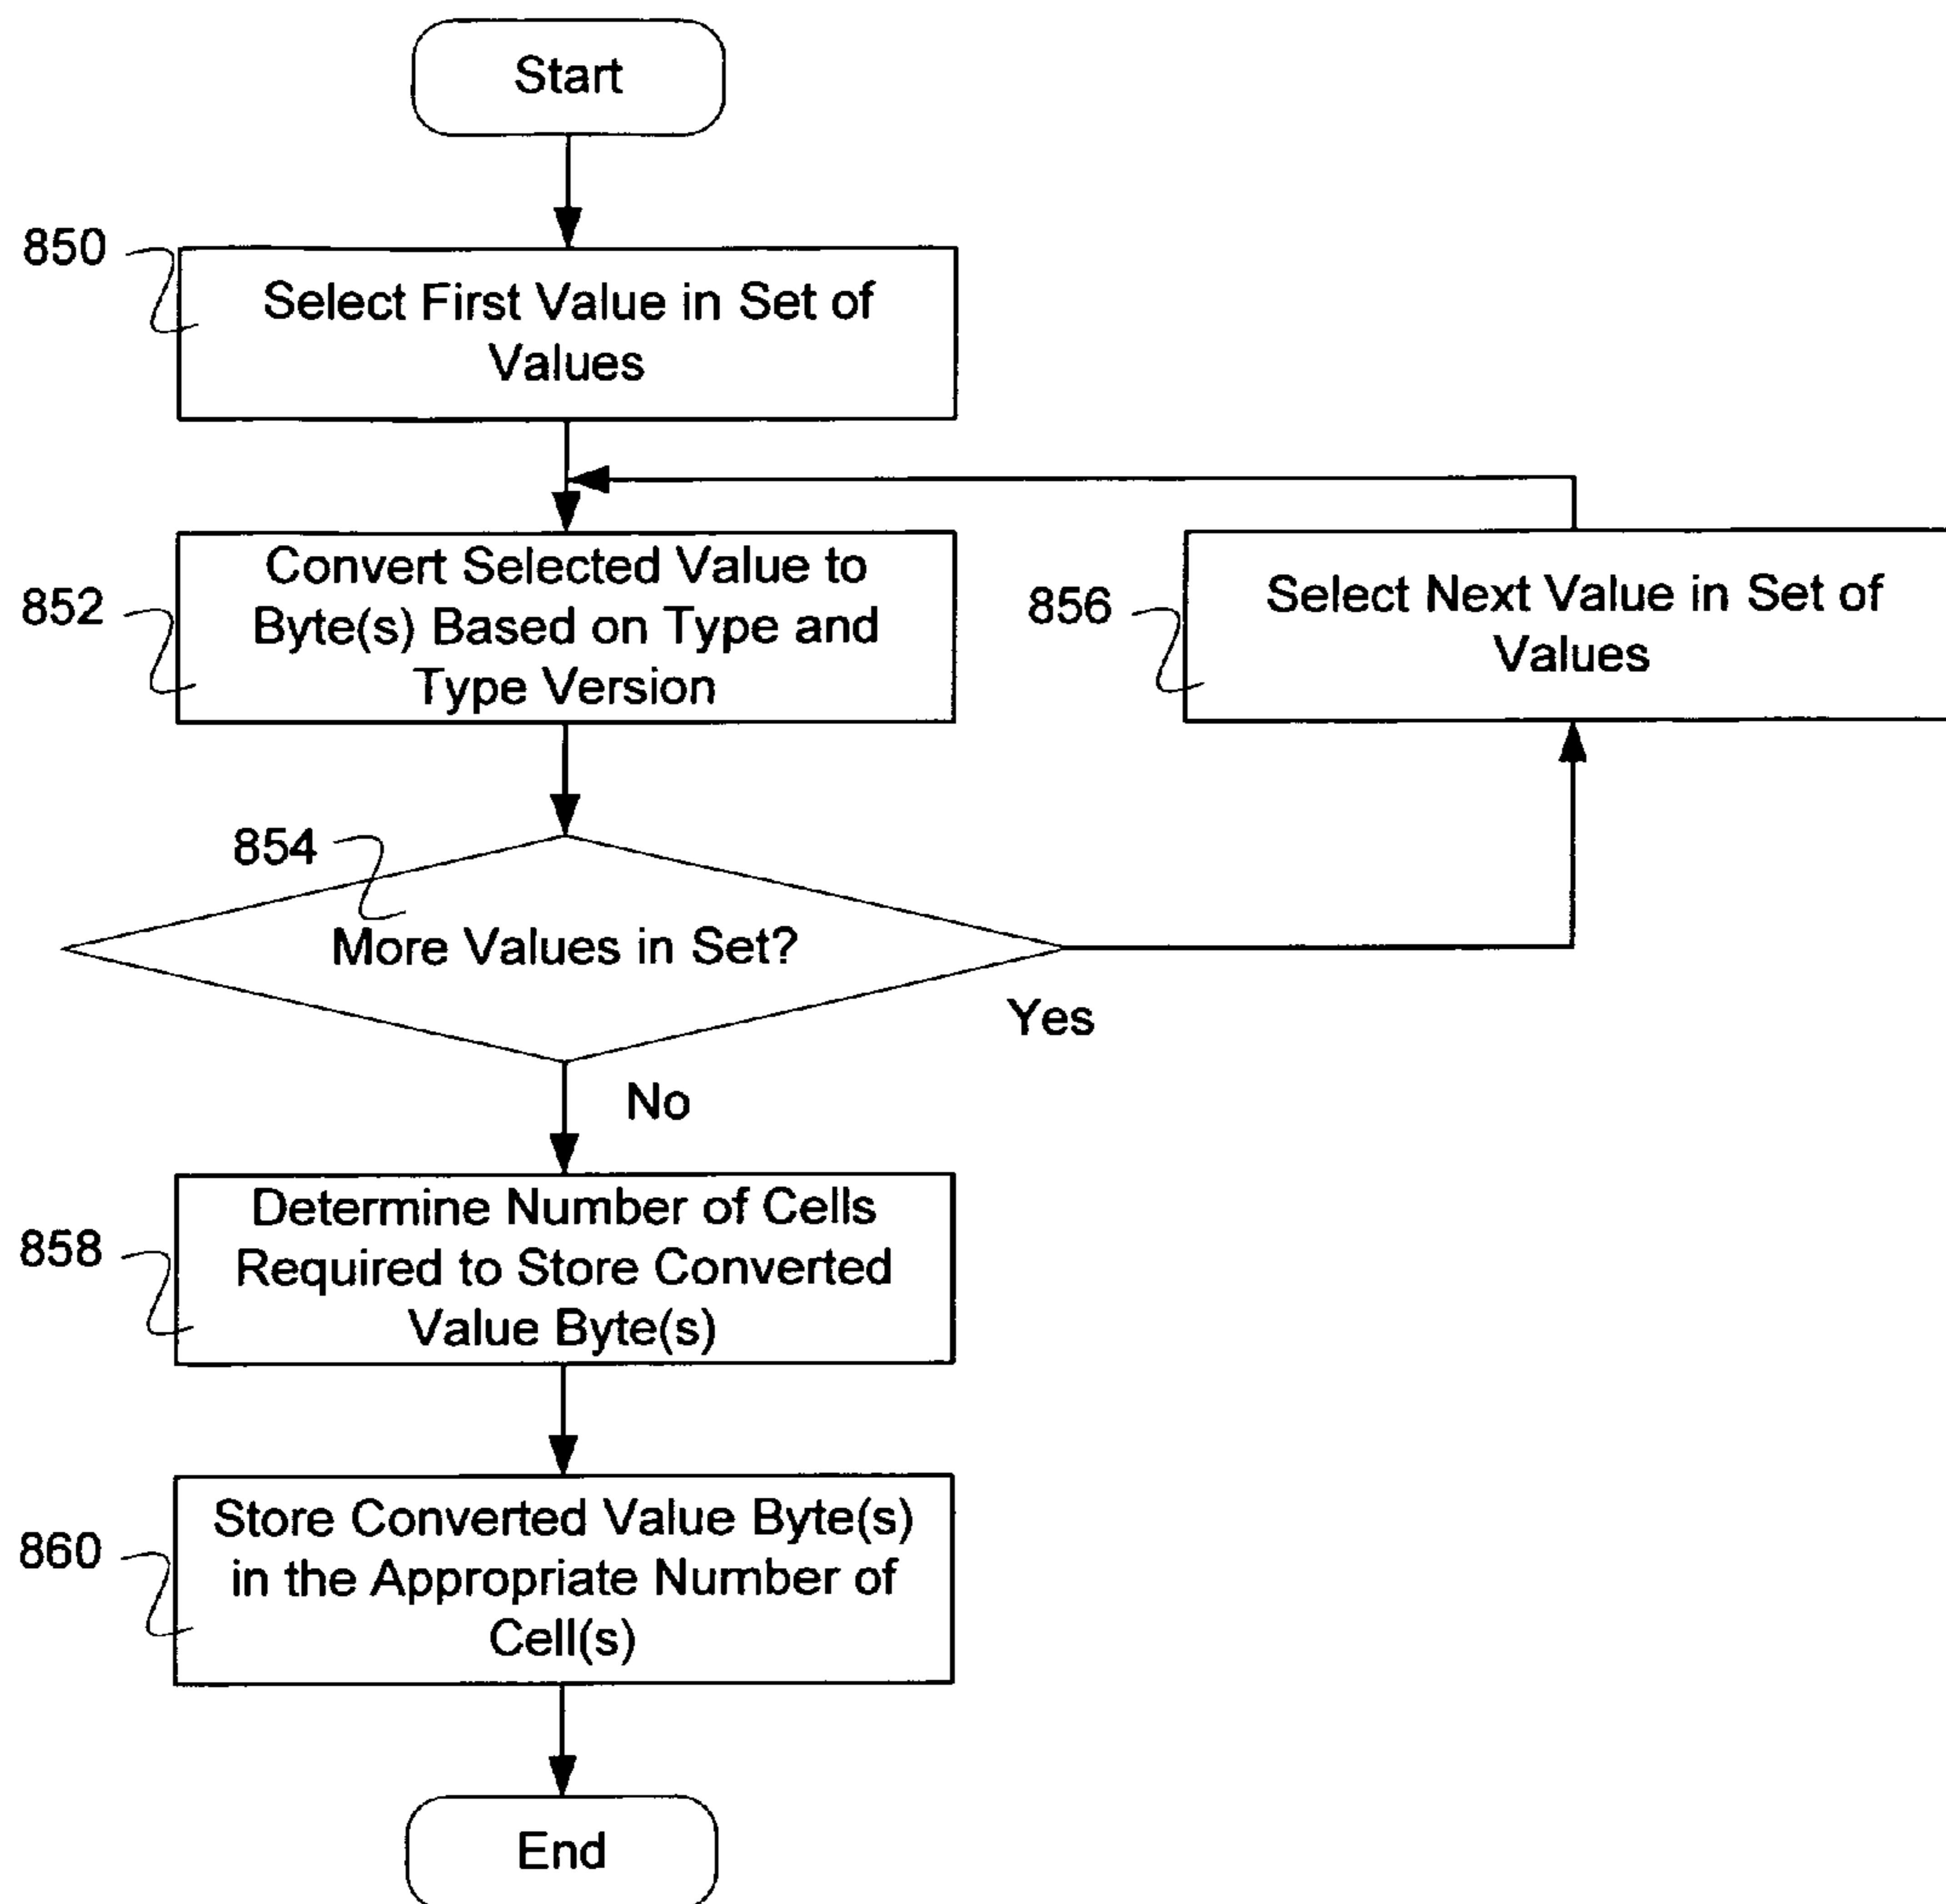 Start
850
Select First Value in Set of
Values
852
Convert Selected Value to
Byte(s) Based on Type and
Type Version
856
Select Next Value in Set of
Values
854
More Values in Set?
Yes
No
858
Determine Number of Cells
Required to Store Converted
Value Byte(s)
860
Store Converted Value Byte(s)
in the Appropriate Number of
Cell(s)
End